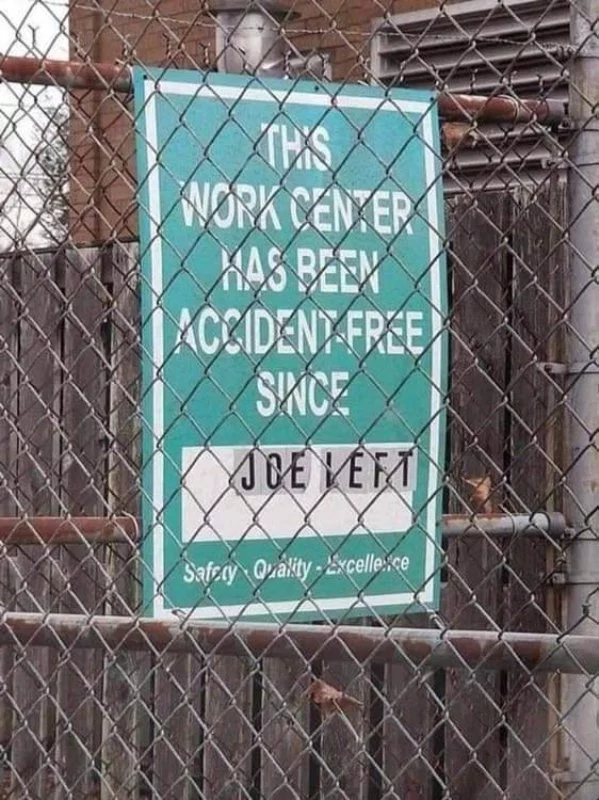 THIS
WORK CENTER
HAS BEEN
ACCIDENT-FREE
SINCE
JOE LEFT
Safety - Quality - Excellence